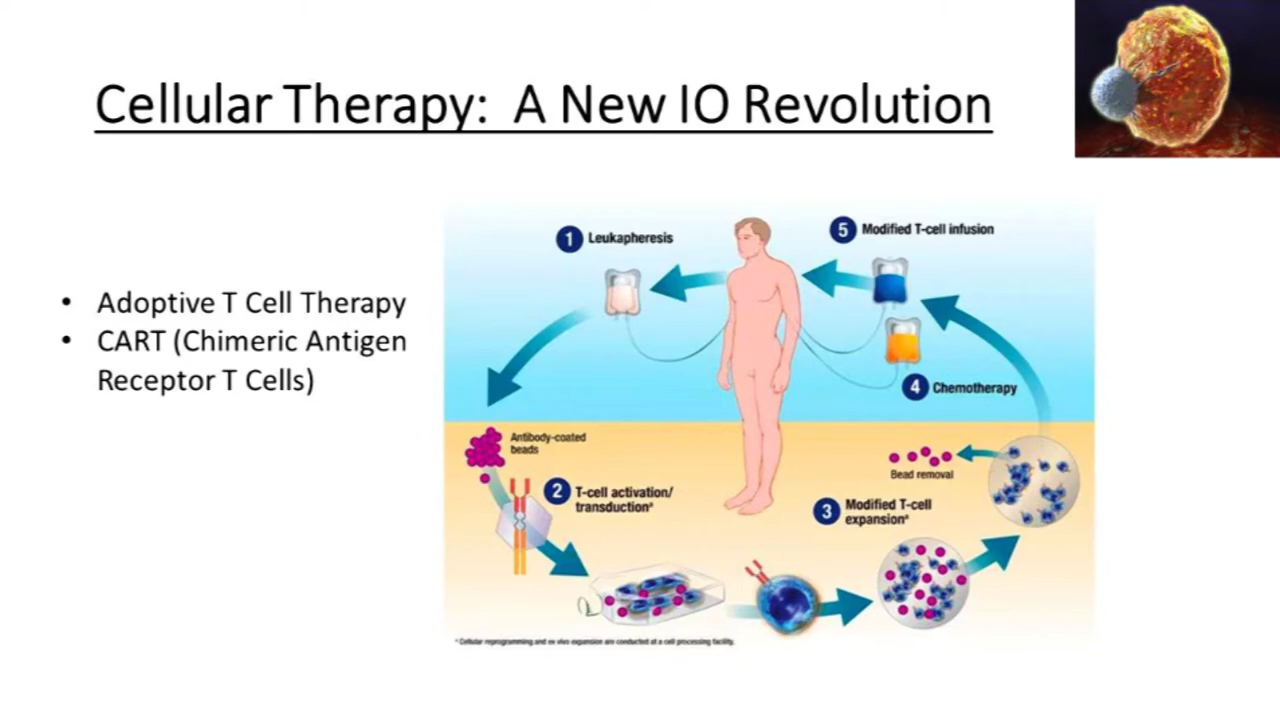 Cellular Therapy: A New IO Revolution
• Adoptive T Cell Therapy
• CART (Chimeric Antigen
Receptor T Cells)
1 Leukapheresis
5 Modified T-cell infusion
4 Chemotherapy
Antibody-coated
beads
2 T-cell activation/
transductionᵃ
Bead removal
3 Modified T-cell
expansionᵃ
ᵃ Cellular reprogramming and ex vivo expansion are conducted at a cell processing facility.